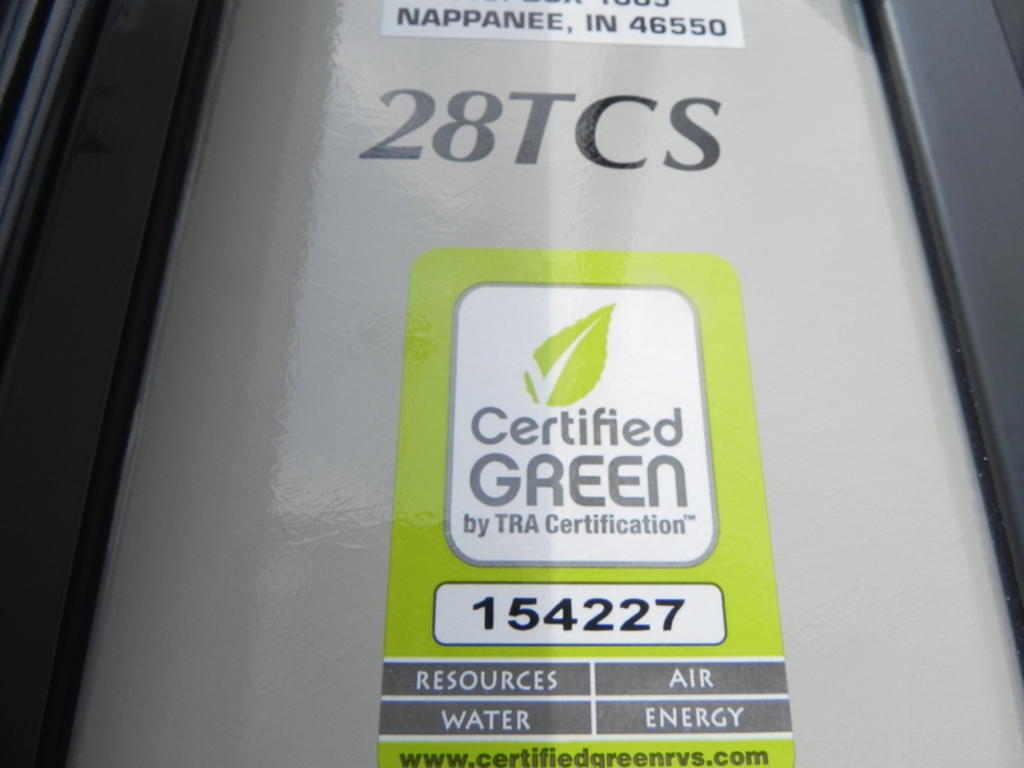 NAPPANEE, IN 46550
28TCS
Certified
GREEN
by TRA Certification™
154227
RESOURCES AIR
WATER ENERGY
www.certifiedgreenrvs.com